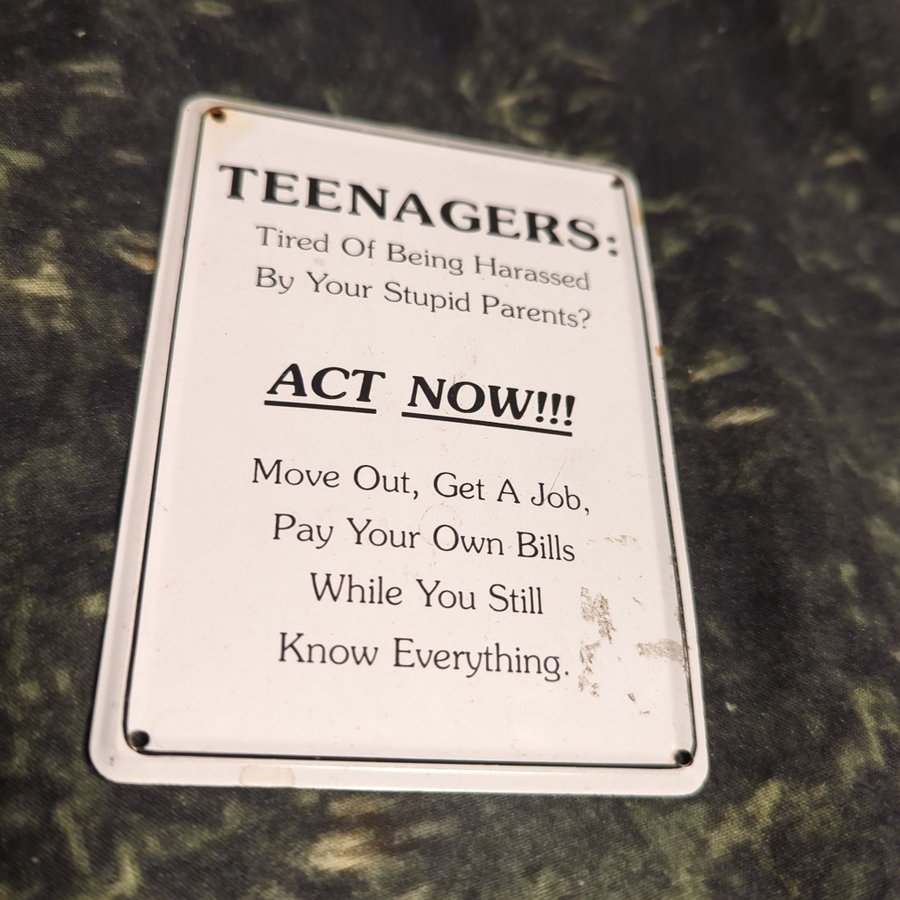 TEENAGERS:
Tired Of Being Harassed
By Your Stupid Parents?
ACT NOW!!!
Move Out, Get A Job,
Pay Your Own Bills
While You Still
Know Everything.